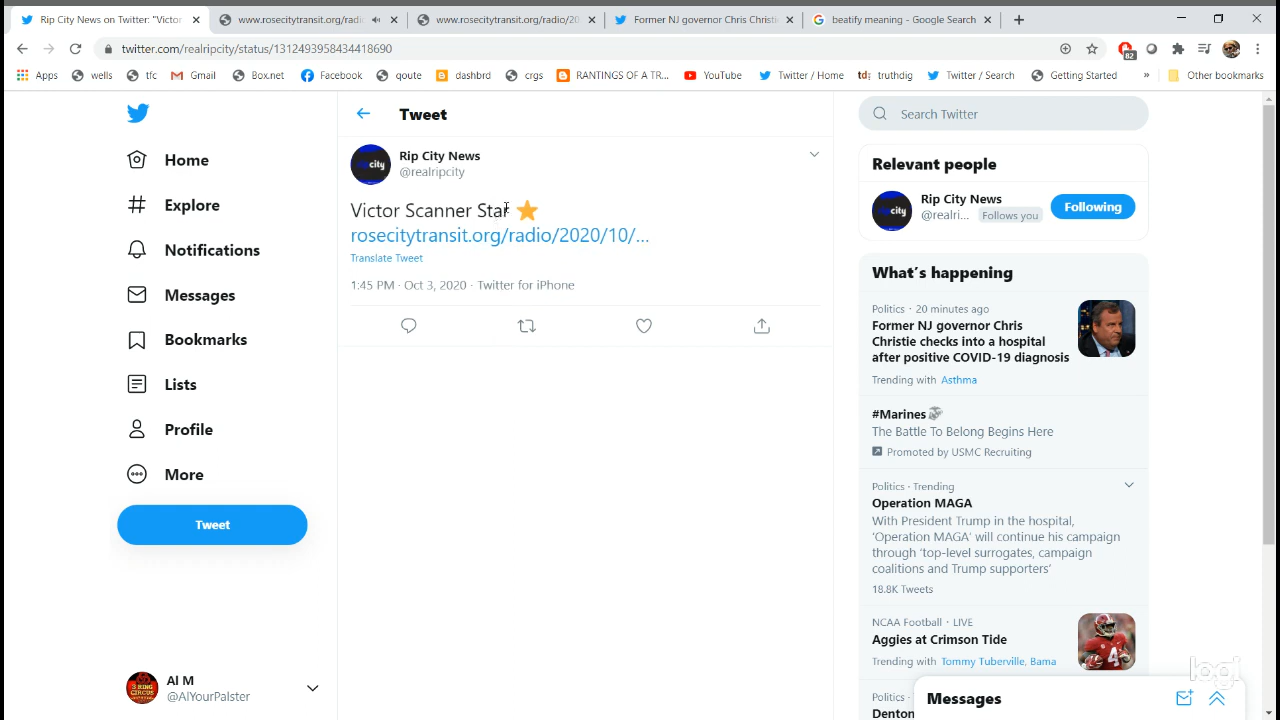 Rip City News on Twitter: "Victor
www.rosecitytransit.org/radio
www.rosecitytransit.org/radio/20
Former NJ governor Chris Christi
beatify meaning - Google Search
twitter.com/realripcity/status/1312493958434418690
82
Apps
wells
tfc
Gmail
Box.net
Facebook
qoute
dashbrd
crgs
RANTINGS OF A TR...
YouTube
Twitter / Home
td: truthdig
Twitter / Search
Getting Started
»
Other bookmarks
Home
Explore
Notifications
Messages
Bookmarks
Lists
Profile
More
Tweet
Al M
@AlYourPalster
Tweet
city
Rip City News
@realripcity
Victor Scanner Star ⭐
rosecitytransit.org/radio/2020/10/...
Translate Tweet
1:45 PM · Oct 3, 2020 · Twitter for iPhone
Search Twitter
Relevant people
city
Rip City News
@realri... Follows you
Following
What's happening
Politics · 20 minutes ago
Former NJ governor Chris
Christie checks into a hospital
after positive COVID-19 diagnosis
Trending with Asthma
#Marines
The Battle To Belong Begins Here
Promoted by USMC Recruiting
Politics · Trending
Operation MAGA
With President Trump in the hospital,
'Operation MAGA' will continue his campaign
through 'top-level surrogates, campaign
coalitions and Trump supporters'
18.8K Tweets
NCAA Football · LIVE
Aggies at Crimson Tide
Trending with Tommy Tuberville, Bama
Politics ·
Denton
Messages
logi